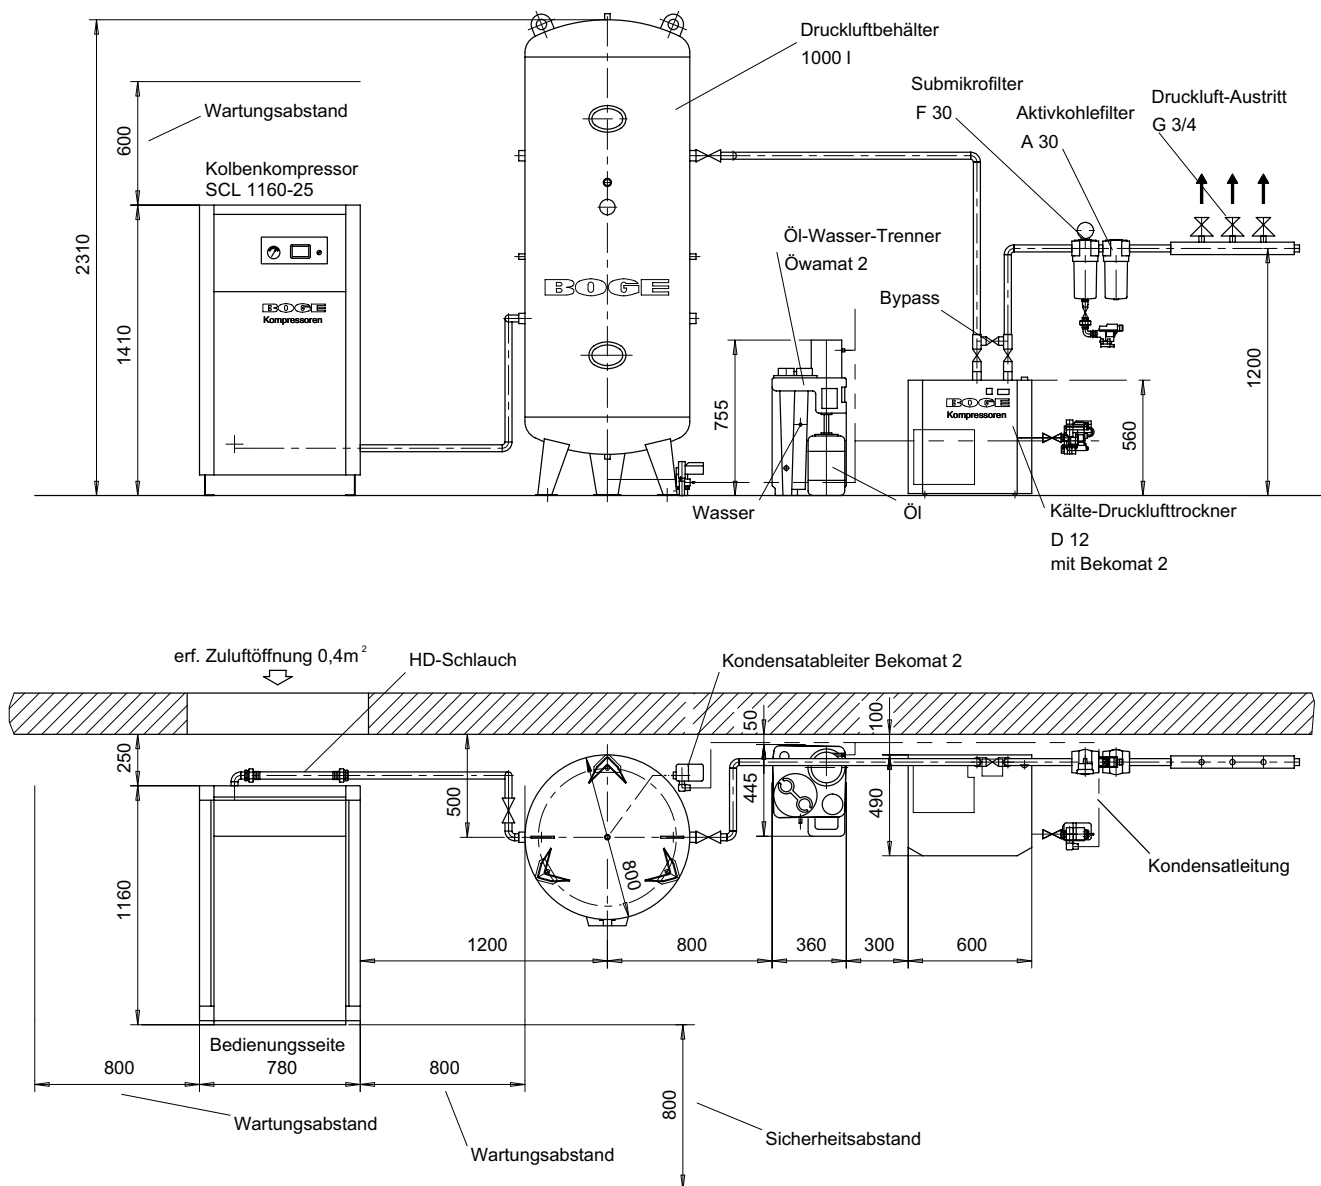 Druckluftbehälter
1000 l
Submikrofilter
F 30
Aktivkohlefilter
A 30
Druckluft-Austritt
G 3/4
600
Wartungsabstand
Kolbenkompressor
SCL 1160-25
2310
1410
BOGE
Kompressoren
BOGE
Öl-Wasser-Trenner
Öwamat 2
Bypass
755
BOGE
Kompressoren
560
1200
Wasser
Öl
Kälte-Drucklufttrockner
D 12
mit Bekomat 2
erf. Zuluftöffnung 0,4m²
HD-Schlauch
Kondensatableiter Bekomat 2
250
500
50
445
100
490
800
1160
Kondensatleitung
1200
800
360
300
600
Bedienungsseite
800
780
800
800
Wartungsabstand
Wartungsabstand
Sicherheitsabstand